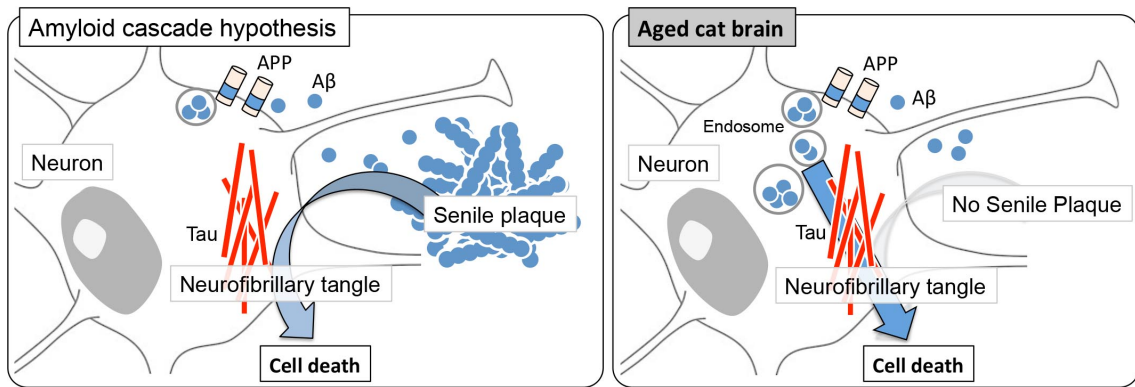 Amyloid cascade hypothesis
APP
Aβ
Neuron
Tau
Senile plaque
Neurofibrillary tangle
Cell death
Aged cat brain
APP
Aβ
Endosome
Neuron
No Senile Plaque
Tau
Neurofibrillary tangle
Cell death